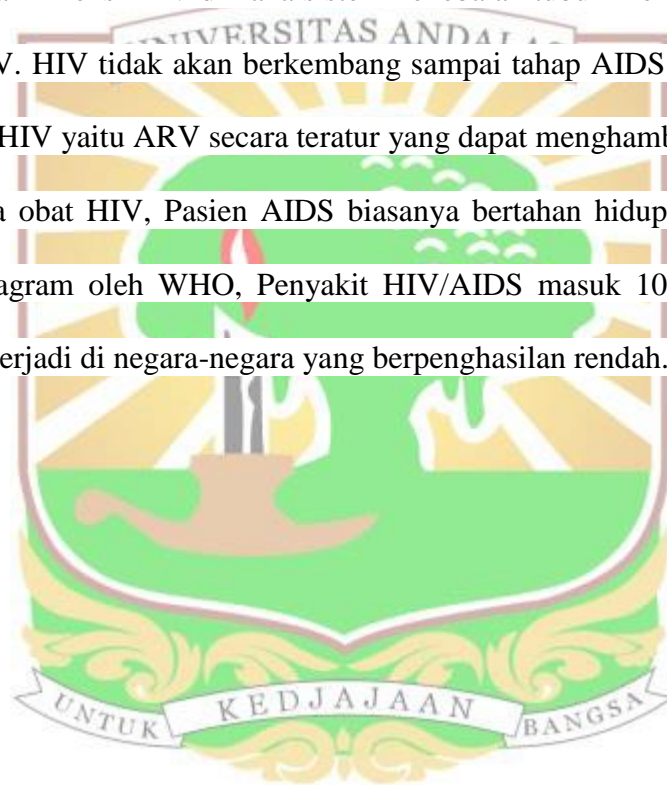 UNIVERSITAS ANDALAS
V. HIV tidak akan berkembang sampai tahap AIDS
HIV yaitu ARV secara teratur yang dapat menghamb
a obat HIV, Pasien AIDS biasanya bertahan hidup
agram oleh WHO, Penyakit HIV/AIDS masuk 10
erjadi di negara-negara yang berpenghasilan rendah.
UNTUK KEDJAJAAN BANGSA